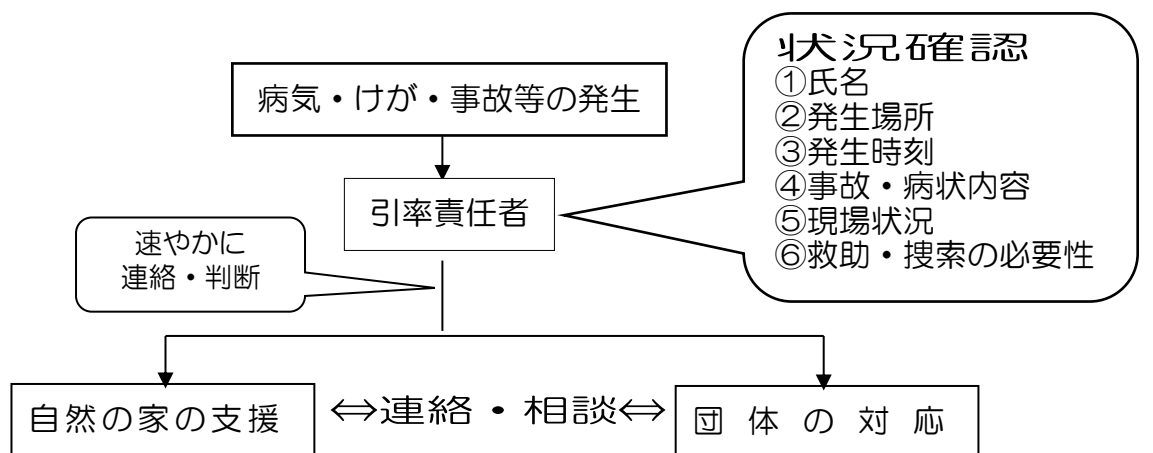 状況確認
①氏名
②発生場所
③発生時刻
④事故・病状内容
⑤現場状況
⑥救助・捜索の必要性
病気・けが・事故等の発生
引率責任者
速やかに
連絡・判断
自然の家の支援
⇔連絡・相談⇔
団体の対応